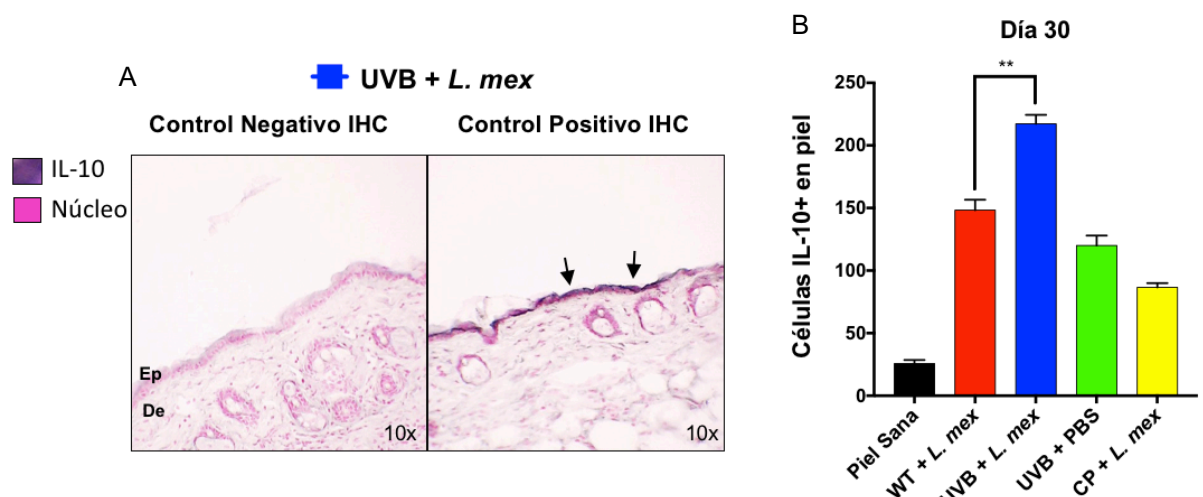 A
UVB + L. mex
Control Negativo IHC
Control Positivo IHC
IL-10
Núcleo
Ep
De
10x
10x
B
Día 30
**
Células IL-10+ en piel
250
200
150
100
50
0
Piel Sana
WT + L. mex
UVB + L. mex
UVB + PBS
CP + L. mex